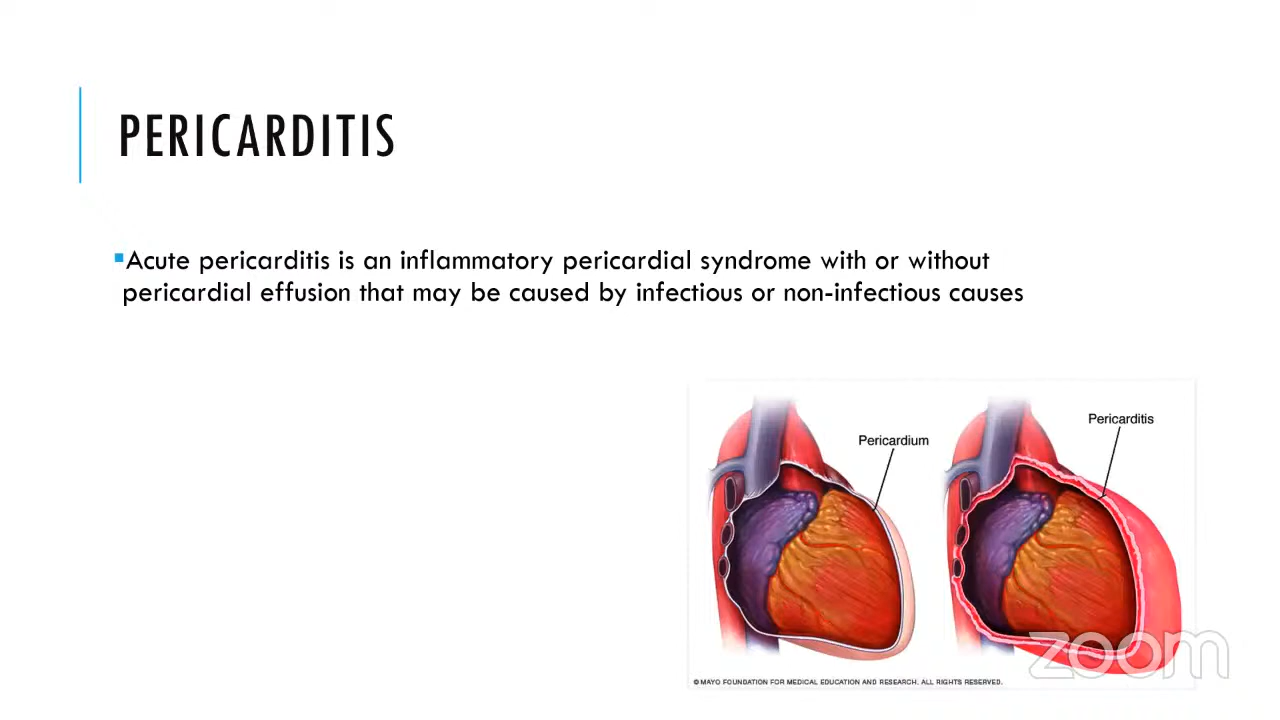 PERICARDITIS
▪Acute pericarditis is an inflammatory pericardial syndrome with or without
pericardial effusion that may be caused by infectious or non-infectious causes
Pericardium
Pericarditis
© MAYO FOUNDATION FOR MEDICAL EDUCATION AND RESEARCH. ALL RIGHTS RESERVED.
zoom